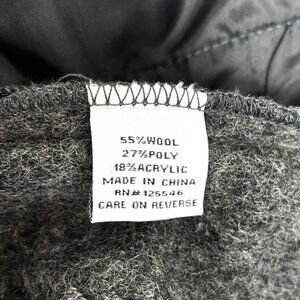 55%WOOL
27%POLY
18%ACRYLIC
MADE IN CHINA
RN# 125546
CARE ON REVERSE